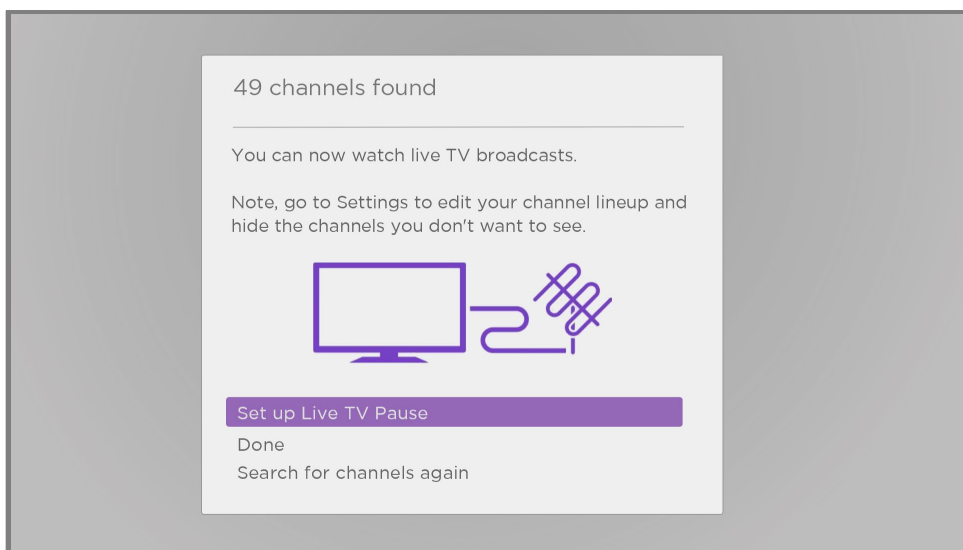 49 channels found
You can now watch live TV broadcasts.
Note, go to Settings to edit your channel lineup and
hide the channels you don't want to see.
Set up Live TV Pause
Done
Search for channels again